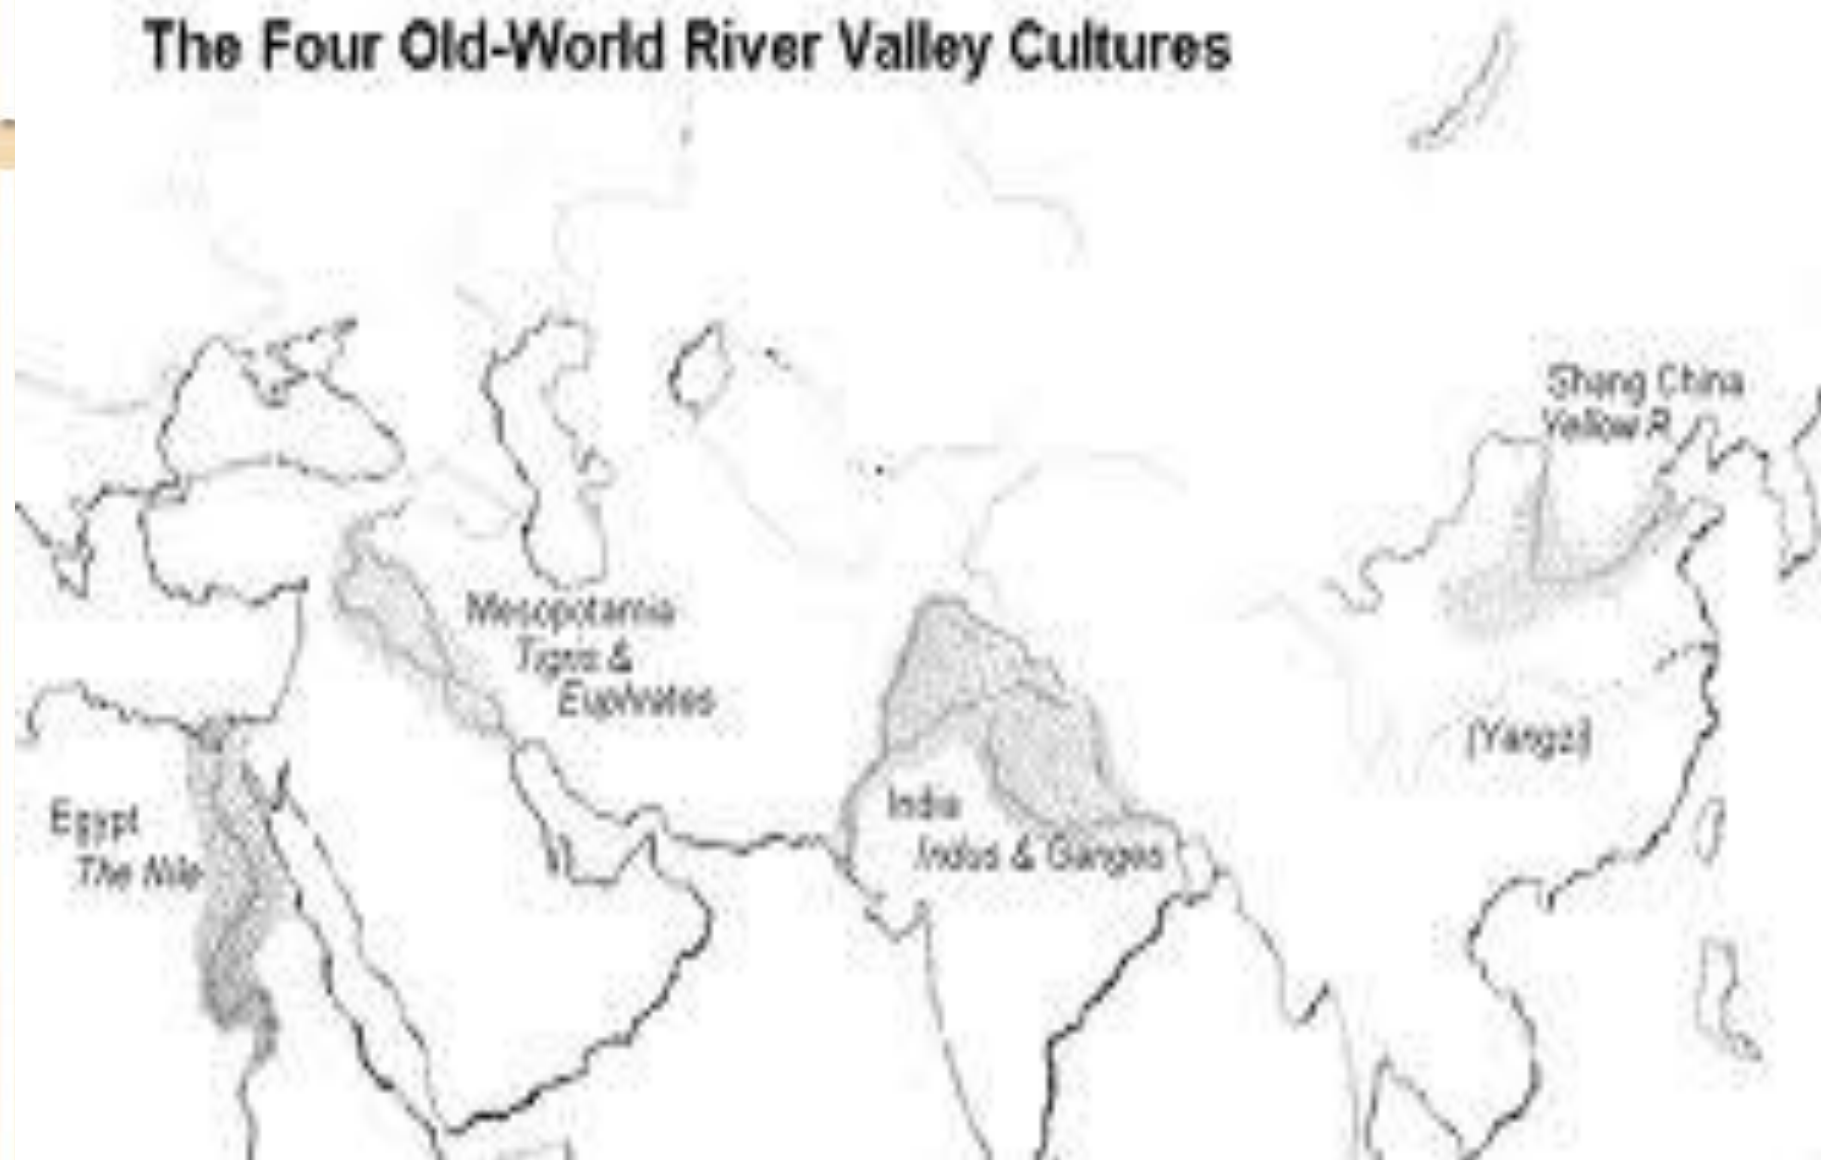 The Four Old-World River Valley Cultures
Shang China
Yellow R.
Mesopotamia
Tigris &
Euphrates
(Yangzi)
India
Indus & Ganges
Egypt
The Nile